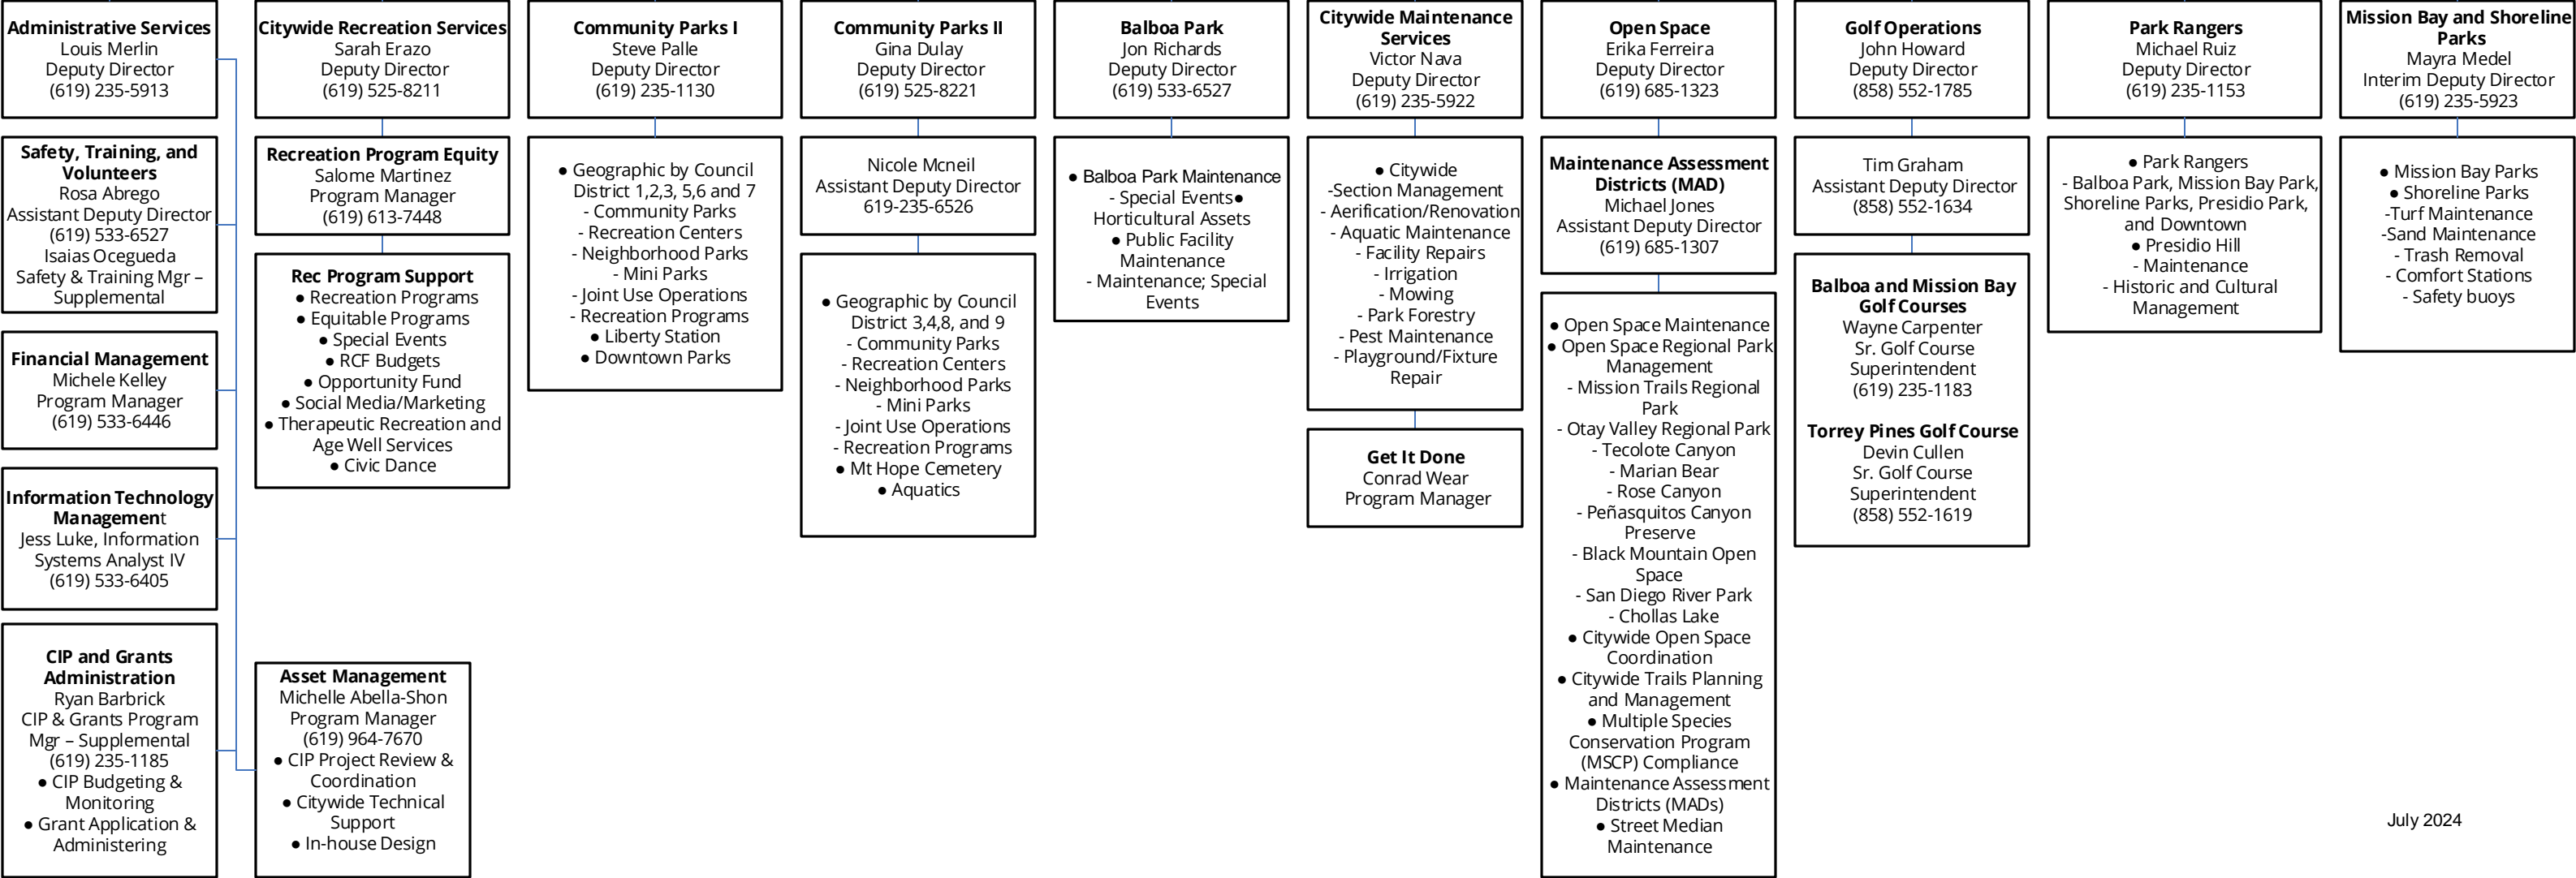 Administrative Services
Louis Merlin
Deputy Director
(619) 235-5913
Safety, Training, and
Volunteers
Rosa Abrego
Assistant Deputy Director
(619) 533-6527
Isaias Ocegueda
Safety & Training Mgr –
Supplemental
Financial Management
Michele Kelley
Program Manager
(619) 533-6446
Information Technology
Management
Jess Luke, Information
Systems Analyst IV
(619) 533-6405
CIP and Grants
Administration
Ryan Barbrick
CIP & Grants Program
Mgr – Supplemental
(619) 235-1185
● CIP Budgeting &
Monitoring
● Grant Application &
Administering
Citywide Recreation Services
Sarah Erazo
Deputy Director
(619) 525-8211
Recreation Program Equity
Salome Martinez
Program Manager
(619) 613-7448
Rec Program Support
● Recreation Programs
● Equitable Programs
● Special Events
● RCF Budgets
● Opportunity Fund
● Social Media/Marketing
● Therapeutic Recreation and
Age Well Services
● Civic Dance
Asset Management
Michelle Abella-Shon
Program Manager
(619) 964-7670
● CIP Project Review &
Coordination
● Citywide Technical
Support
● In-house Design
Community Parks I
Steve Palle
Deputy Director
(619) 235-1130
● Geographic by Council
District 1,2,3, 5,6 and 7
- Community Parks
- Recreation Centers
- Neighborhood Parks
- Mini Parks
- Joint Use Operations
- Recreation Programs
● Liberty Station
● Downtown Parks
Community Parks II
Gina Dulay
Deputy Director
(619) 525-8221
Nicole Mcneil
Assistant Deputy Director
619-235-6526
● Geographic by Council
District 3,4,8, and 9
- Community Parks
- Recreation Centers
- Neighborhood Parks
- Mini Parks
- Joint Use Operations
- Recreation Programs
● Mt Hope Cemetery
● Aquatics
Balboa Park
Jon Richards
Deputy Director
(619) 533-6527
● Balboa Park Maintenance
- Special Events●
Horticultural Assets
● Public Facility
Maintenance
- Maintenance; Special
Events
Citywide Maintenance
Services
Victor Nava
Deputy Director
(619) 235-5922
● Citywide
-Section Management
- Aerification/Renovation
- Aquatic Maintenance
- Facility Repairs
- Irrigation
- Mowing
- Park Forestry
- Pest Maintenance
- Playground/Fixture
Repair
Get It Done
Conrad Wear
Program Manager
Open Space
Erika Ferreira
Deputy Director
(619) 685-1323
Maintenance Assessment
Districts (MAD)
Michael Jones
Assistant Deputy Director
(619) 685-1307
● Open Space Maintenance
● Open Space Regional Park
Management
- Mission Trails Regional
Park
- Otay Valley Regional Park
- Tecolote Canyon
- Marian Bear
- Rose Canyon
- Peñasquitos Canyon
Preserve
- Black Mountain Open
Space
- San Diego River Park
- Chollas Lake
● Citywide Open Space
Coordination
● Citywide Trails Planning
and Management
● Multiple Species
Conservation Program
(MSCP) Compliance
● Maintenance Assessment
Districts (MADs)
● Street Median
Maintenance
Golf Operations
John Howard
Deputy Director
(858) 552-1785
Tim Graham
Assistant Deputy Director
(858) 552-1634
Balboa and Mission Bay
Golf Courses
Wayne Carpenter
Sr. Golf Course
Superintendent
(619) 235-1183
Torrey Pines Golf Course
Devin Cullen
Sr. Golf Course
Superintendent
(858) 552-1619
Park Rangers
Michael Ruiz
Deputy Director
(619) 235-1153
● Park Rangers
- Balboa Park, Mission Bay Park,
Shoreline Parks, Presidio Park,
and Downtown
● Presidio Hill
- Maintenance
- Historic and Cultural
Management
Mission Bay and Shoreline
Parks
Mayra Medel
Interim Deputy Director
(619) 235-5923
● Mission Bay Parks
● Shoreline Parks
-Turf Maintenance
-Sand Maintenance
- Trash Removal
- Comfort Stations
- Safety buoys
July 2024